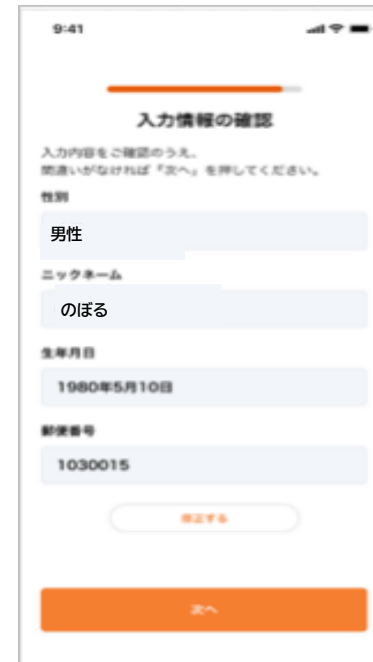 9:41
入力情報の確認
入力内容をご確認のうえ、
間違いがなければ「次へ」を押してください。
性別
男性
ニックネーム
のぼる
生年月日
1980年5月10日
郵便番号
1030015
修正する
次へ